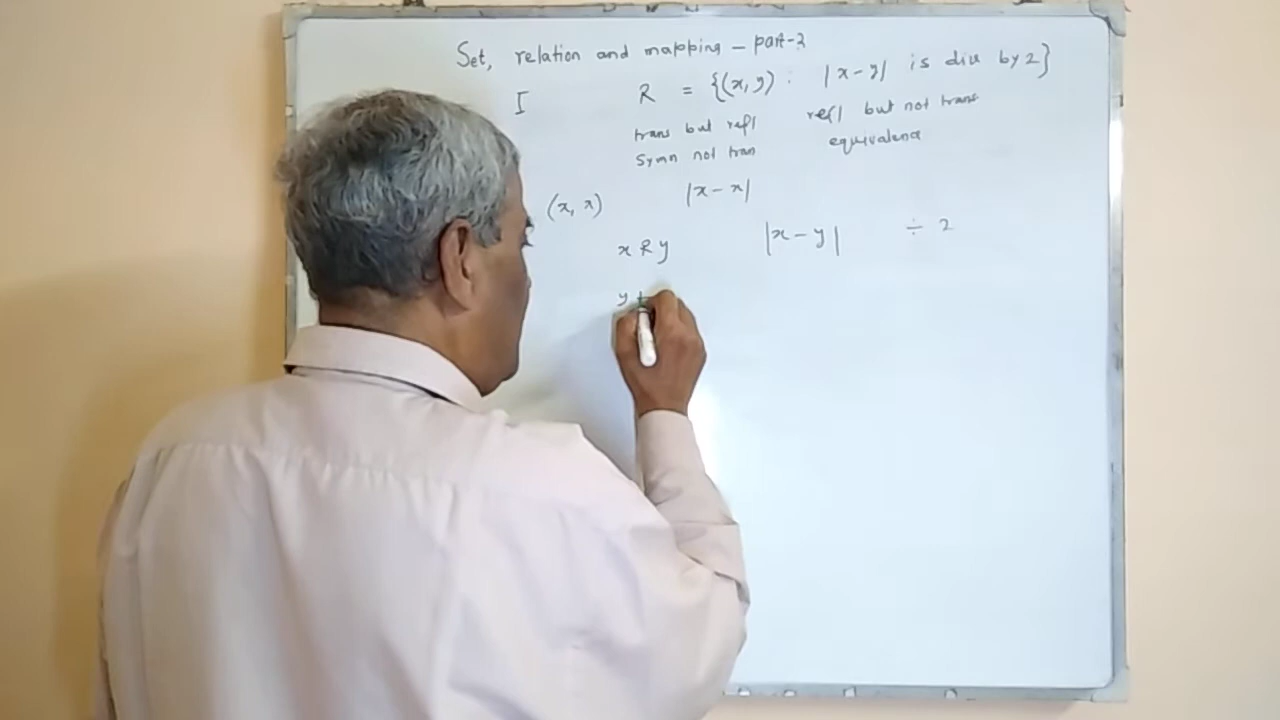 Set, relation and mapping – part-2
I R = {(x, y) : |x-y| is div by 2}
trans but refl refl but not trans
symn not tran equivalence
(x, x) |x-x|
x R y |x-y| ÷ 2
y